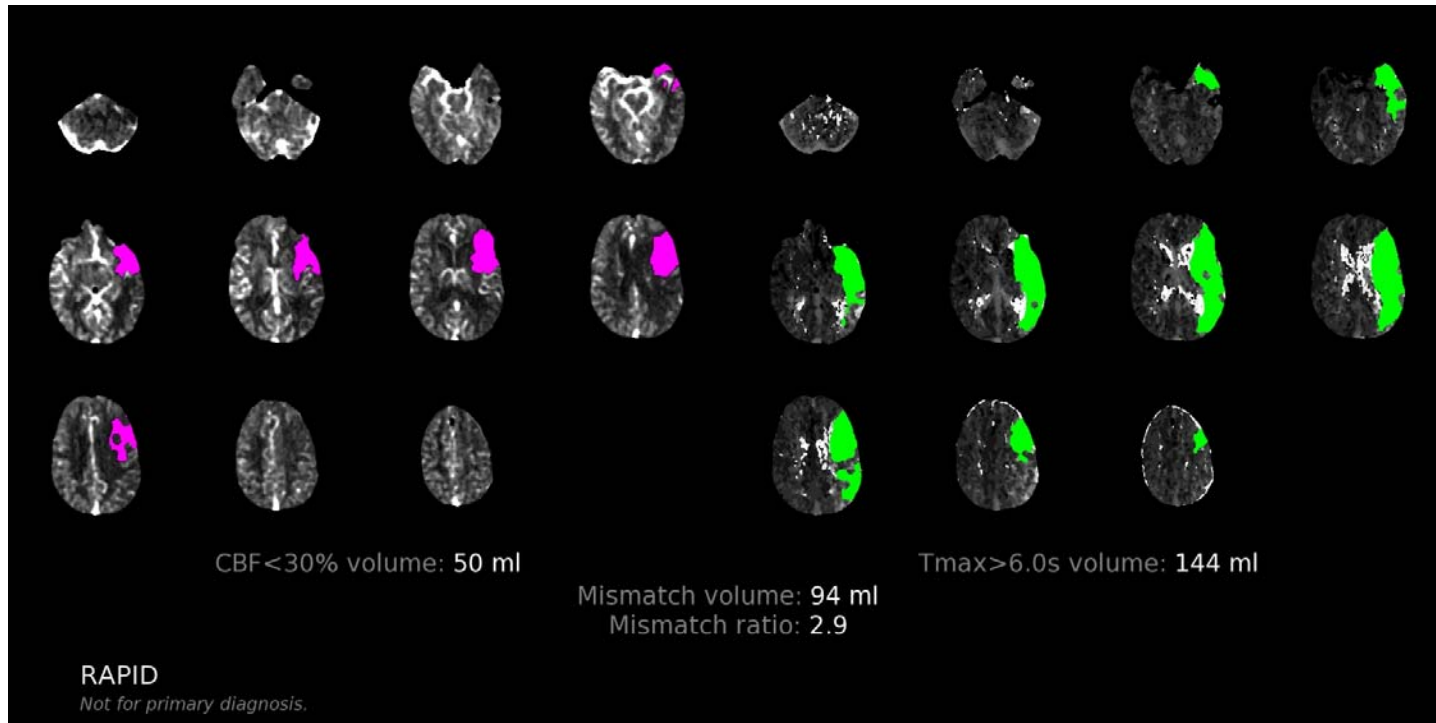 CBF<30% volume: 50 ml
Tmax>6.0s volume: 144 ml
Mismatch volume: 94 ml
Mismatch ratio: 2.9
RAPID
Not for primary diagnosis.